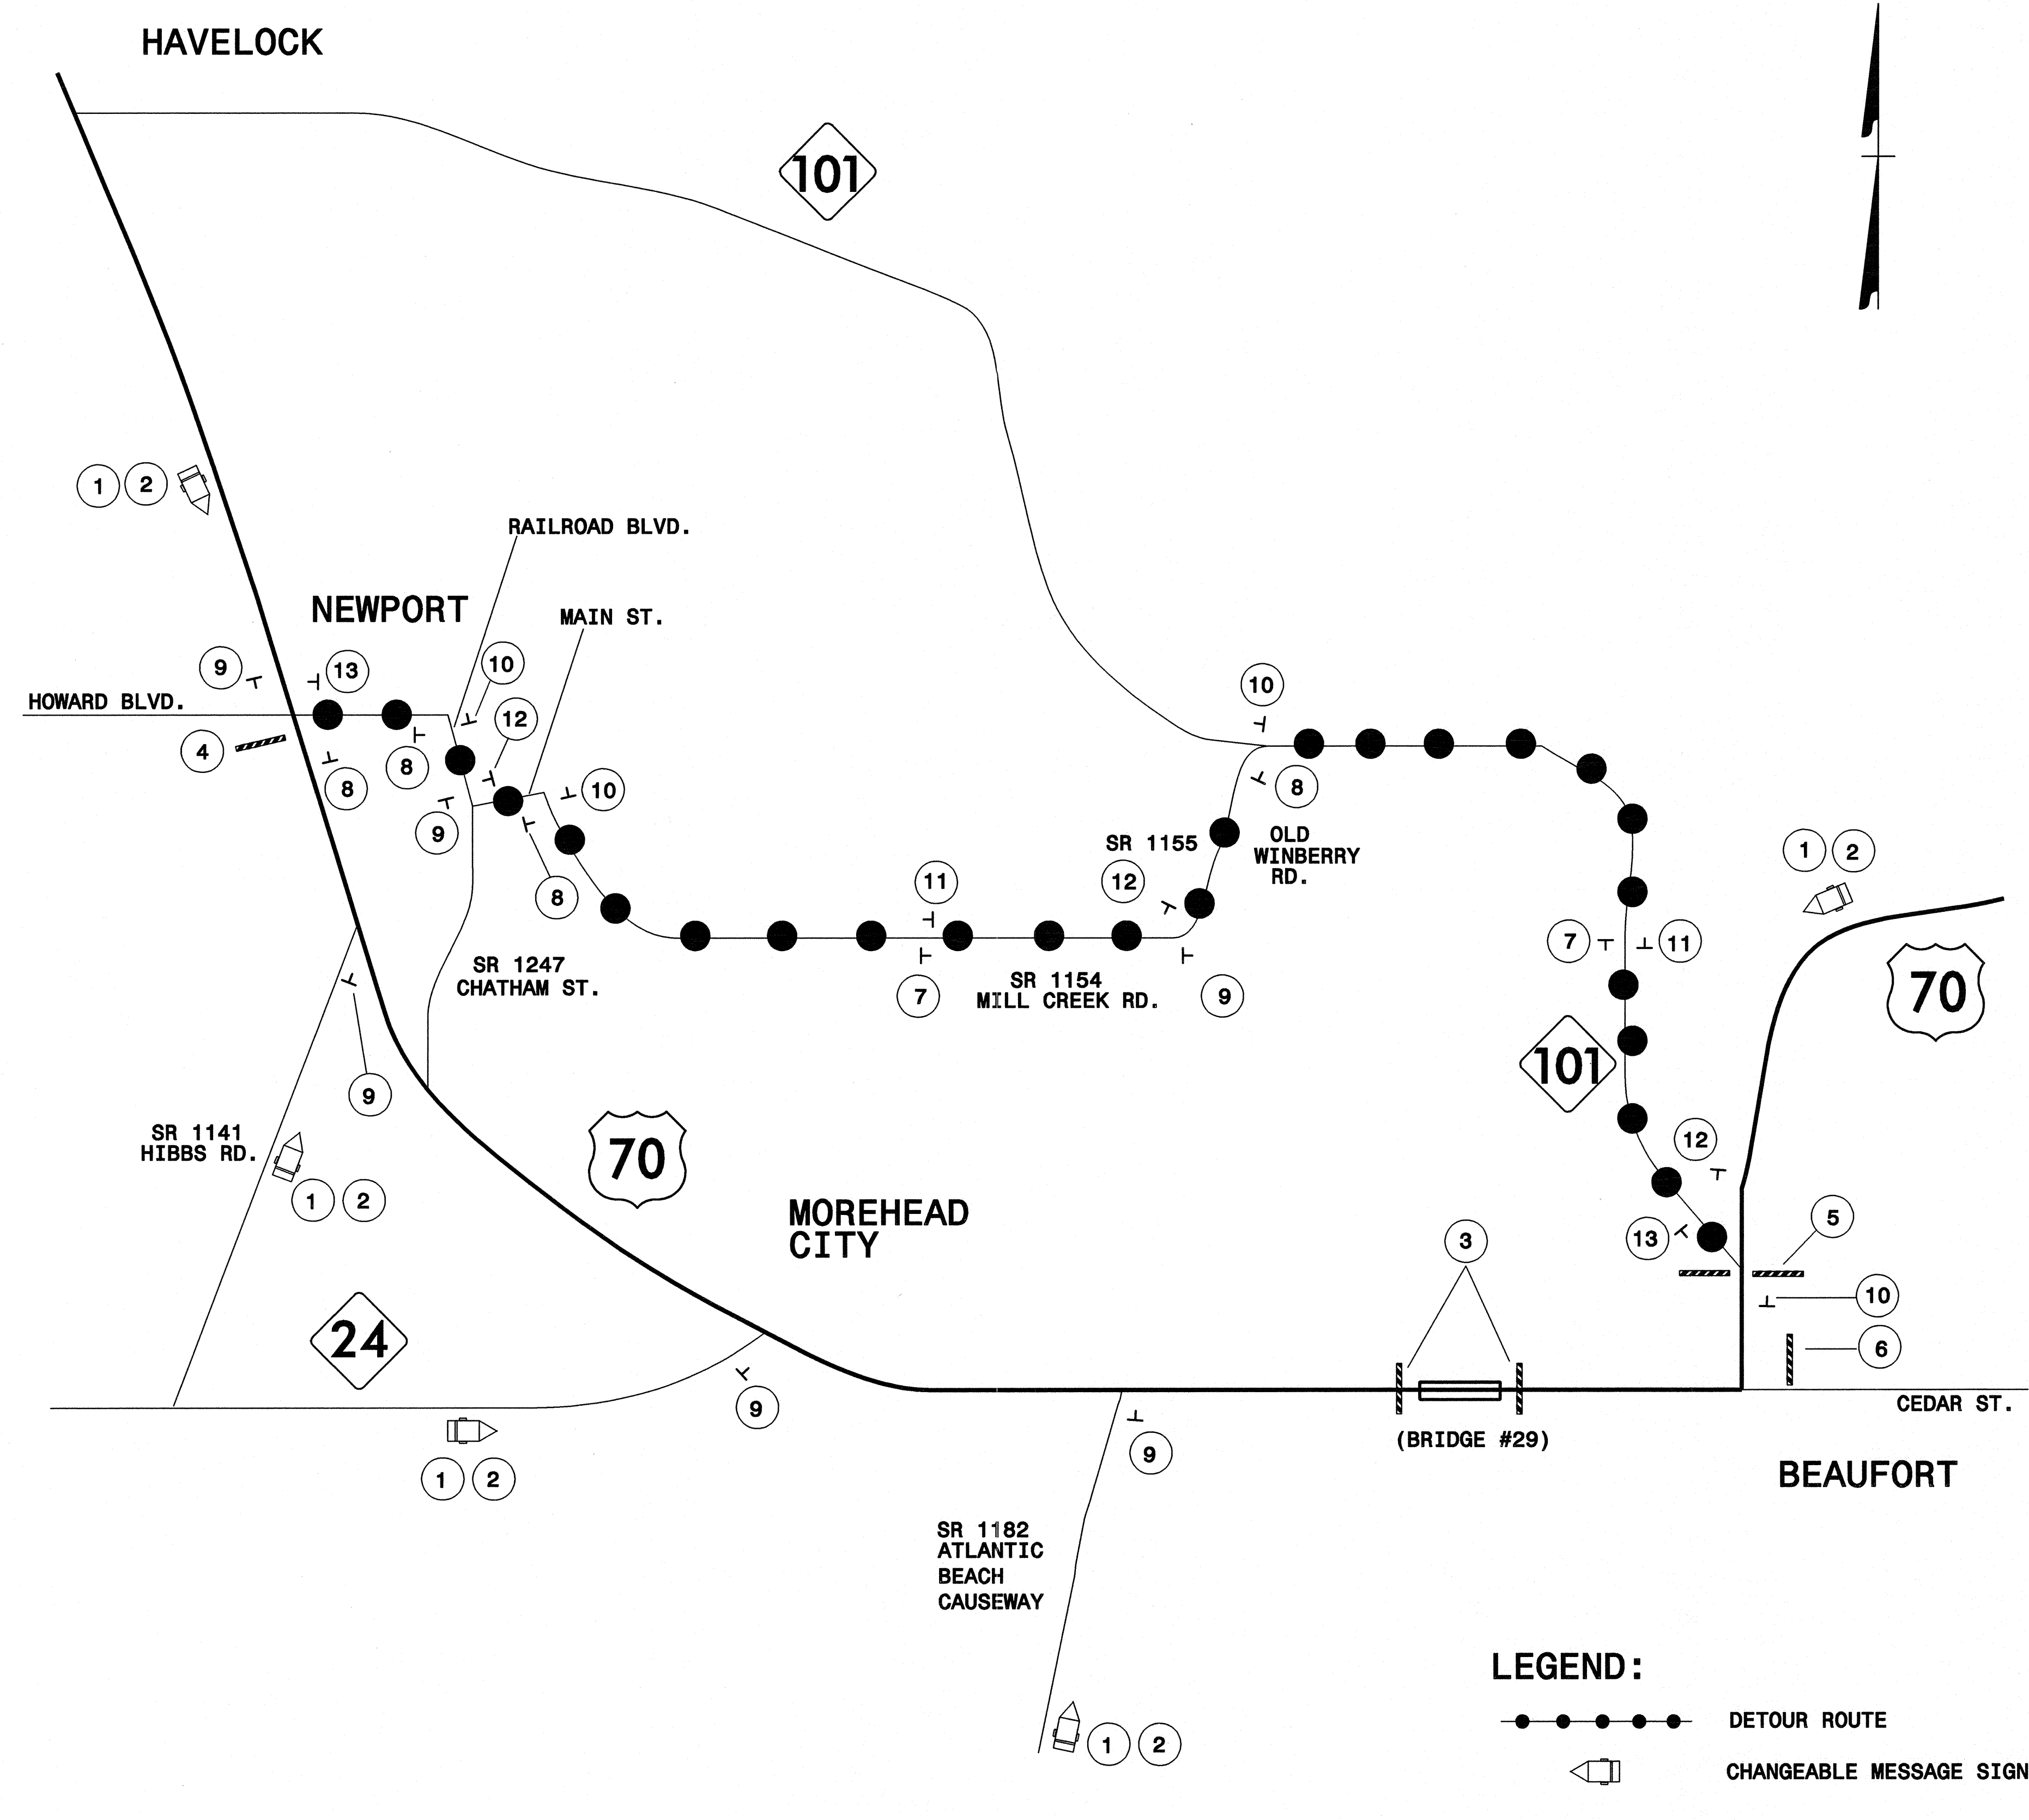 HAVELOCK
101
1 2
RAILROAD BLVD.
NEWPORT
MAIN ST.
9
13
10
10
HOWARD BLVD.
12
4
8
8
10
8
9
SR 1155
OLD
WINBERRY
RD.
1 2
11
12
8
7
11
SR 1247
CHATHAM ST.
SR 1154
MILL CREEK RD.
7
9
70
101
9
SR 1141
HIBBS RD.
12
70
1 2
MOREHEAD
CITY
5
13
3
10
24
6
9
CEDAR ST.
(BRIDGE #29)
9
BEAUFORT
1 2
SR 1182
ATLANTIC
BEACH
CAUSEWAY
LEGEND:
DETOUR ROUTE
1 2
CHANGEABLE MESSAGE SIGN